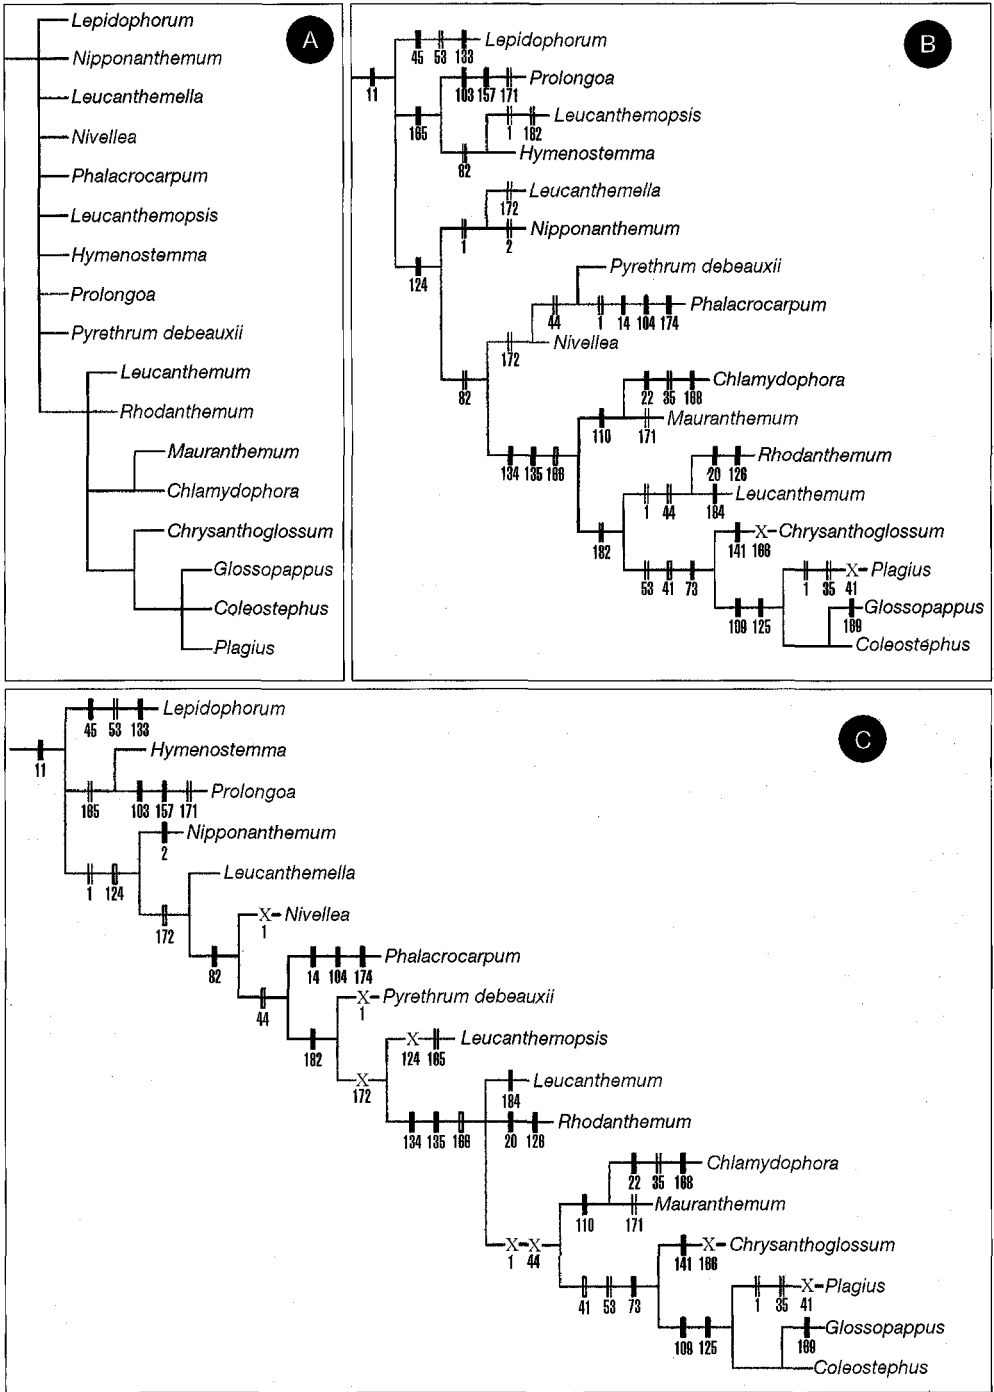 A
Lepidophorum
Nipponanthemum
Leucanthemella
Nivellea
Phalacrocarpum
Leucanthemopsis
Hymenostemma
Prolongoa
Pyrethrum debeauxii
Leucanthemum
Rhodanthemum
Mauranthemum
Chlamydophora
Chrysanthoglossum
Glossopappus
Coleostephus
Plagius
B
Lepidophorum
45 53 133
11
Prolongoa
103 157 171
165
Leucanthemopsis
1 182
Hymenostemma
82
Leucanthemella
172
Nipponanthemum
1 2
Pyrethrum debeauxii
124
Phalacrocarpum
44 1 14 104 174
Nivellea
172
Chlamydophora
82 22 35 168
Mauranthemum
110 171
Rhodanthemum
134 135 166 20 126
Leucanthemum
1 44 184
Chrysanthoglossum
182 141 X 166
Plagius
53 41 73 1 35 X 41
Glossopappus
109 125 169
Coleostephus
C
Lepidophorum
45 53 133
Hymenostemma
11
Prolongoa
165 103 157 171
Nipponanthemum
2
Leucanthemella
1 124
Nivellea
172 X 1
Phalacrocarpum
82 14 104 174
Pyrethrum debeauxii
44 X 1
Leucanthemopsis
182 X 124 165
Leucanthemum
X 172 184
Rhodanthemum
134 135 166 20 126
Chlamydophora
22 35 168
Mauranthemum
110 171
Chrysanthoglossum
X 1 X 44 141 X 166
Plagius
41 53 73 1 35 X 41
Glossopappus
109 125 169
Coleostephus